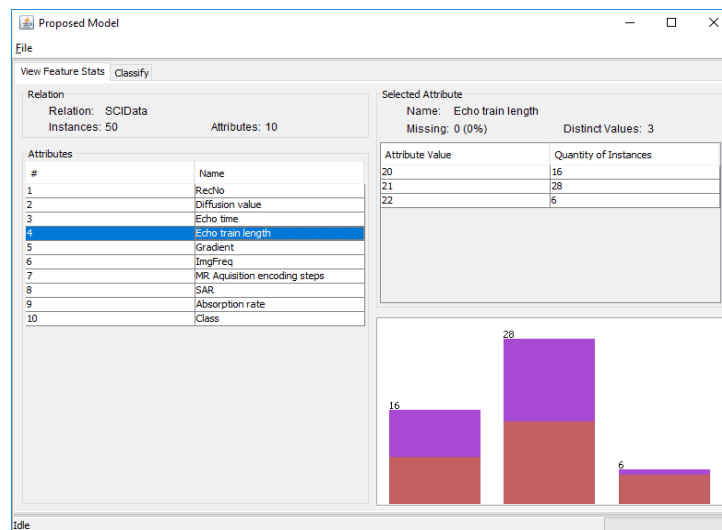 Proposed Model
File
View Feature Stats Classify
Relation
Relation: SCIData
Instances: 50 Attributes: 10
Attributes
# Name
1 RecNo
2 Diffusion value
3 Echo time
4 Echo train length
5 Gradient
6 ImgFreq
7 MR Aquisition encoding steps
8 SAR
9 Absorption rate
10 Class
Selected Attribute
Name: Echo train length
Missing: 0 (0%) Distinct Values: 3
Attribute Value Quantity of Instances
20 16
21 28
22 6
16
28
6
Idle